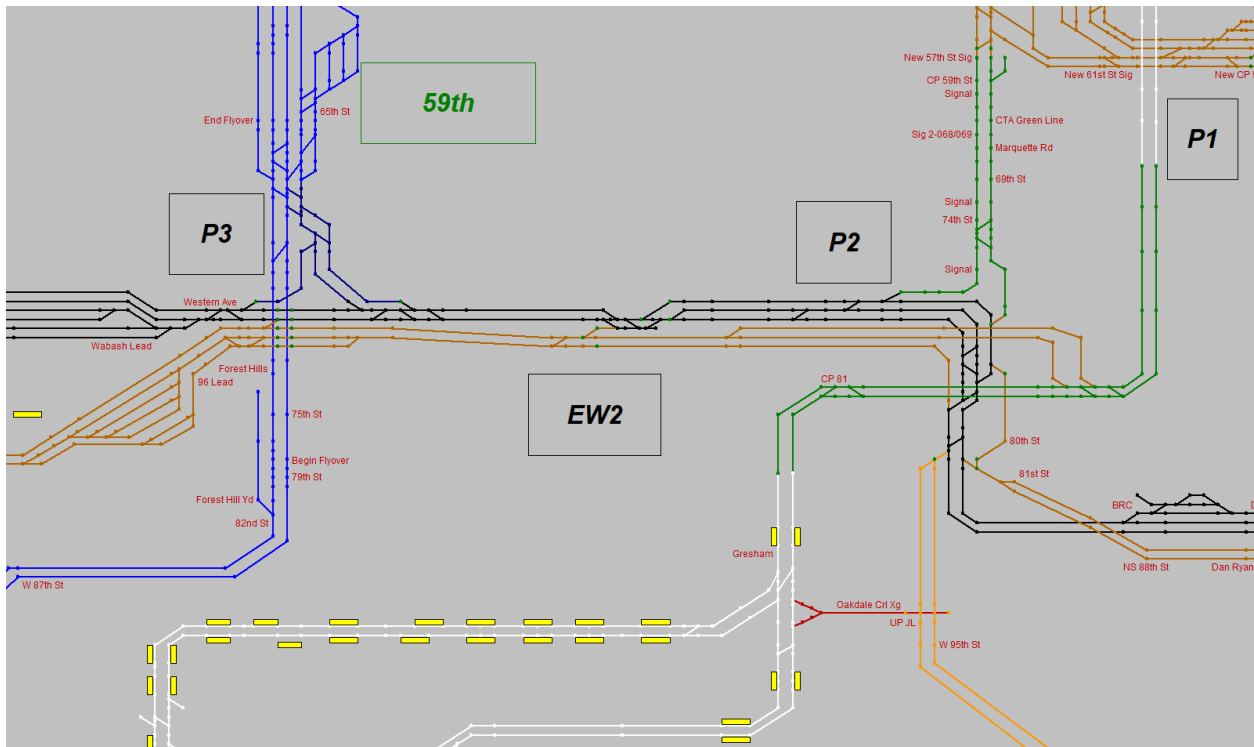 New 57th St Sig
New 61st St Sig
New CP
CP 59th St
Signal
59th
65th St
End Flyover
CTA Green Line
Sig 2-068/069
P1
Marquette Rd
69th St
Signal
74th St
P3
P2
Signal
Western Ave
Wabash Lead
Forest Hills
96 Lead
CP 81
EW2
75th St
80th St
Begin Flyover
79th St
81st St
Forest Hill Yd
BRC
82nd St
Gresham
W 87th St
NS 88th St
Dan Ryan
Oakdale Crl Xg
UP JL
W 95th St